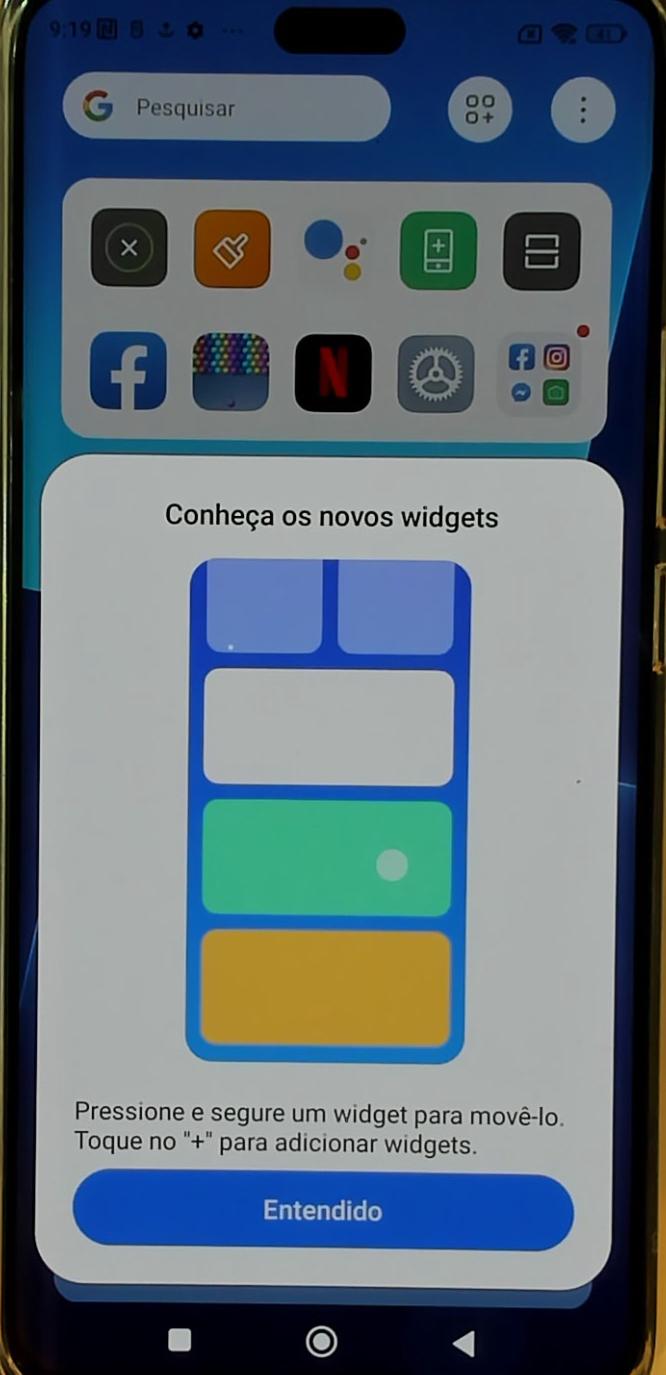 9:19
41
Pesquisar
Conheça os novos widgets
Pressione e segure um widget para movê-lo.
Toque no "+" para adicionar widgets.
Entendido